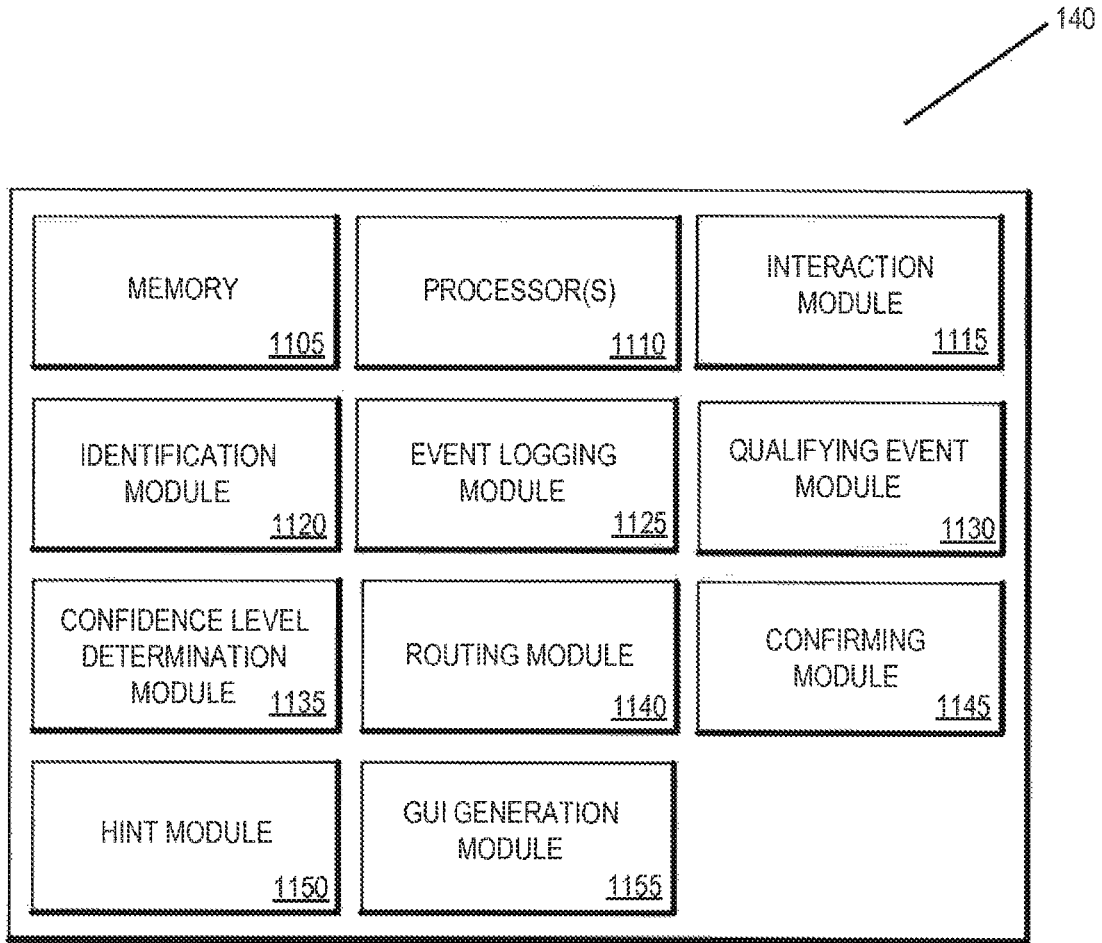 140
MEMORY
1105
PROCESSOR(S)
1110
INTERACTION
MODULE
1115
IDENTIFICATION
MODULE
1120
EVENT LOGGING
MODULE
1125
QUALIFYING EVENT
MODULE
1130
CONFIDENCE LEVEL
DETERMINATION
MODULE
1135
ROUTING MODULE
1140
CONFIRMING
MODULE
1145
HINT MODULE
1150
GUI GENERATION
MODULE
1155